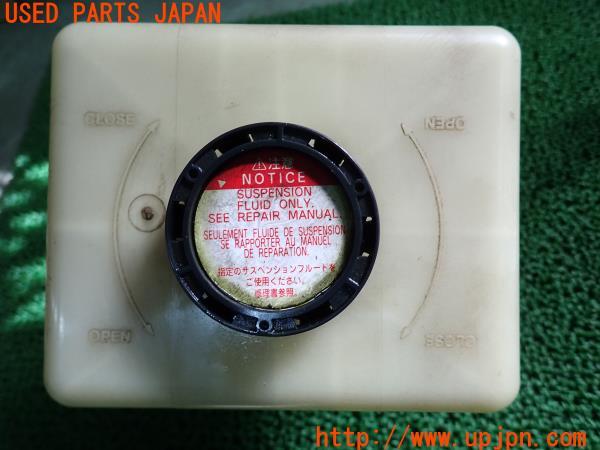 USED PARTS JAPAN
CLOSE
OPEN
⚠注意
NOTICE
SUSPENSION
FLUID ONLY.
SEE REPAIR MANUAL.
SEULEMENT FLUIDE DE SUSPENSION
SE RAPPORTER AU MANUEL
DE REPARATION.
指定のサスペンションフルードを
ご使用ください。
修理書参照.
OPEN
CLOSE
http://www.upjpn.com